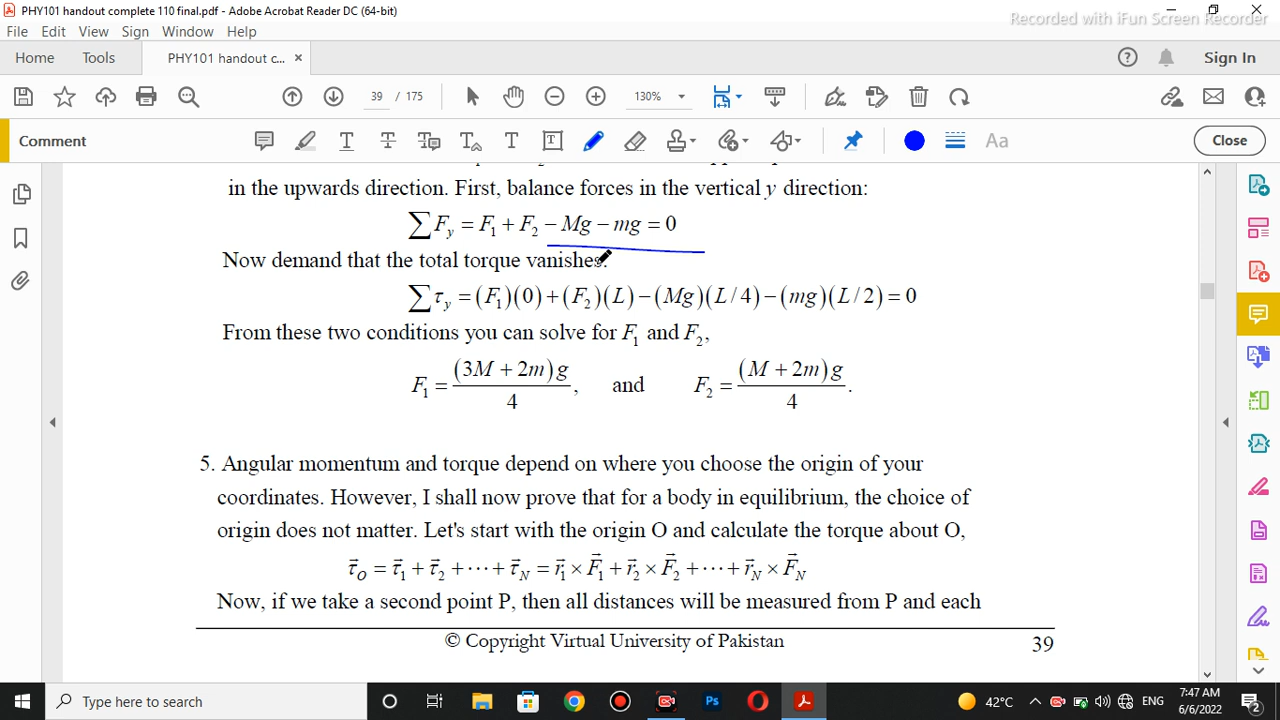 PHY101 handout complete 110 final.pdf - Adobe Acrobat Reader DC (64-bit)
Recorded with iFun Screen Recorder
File Edit View Sign Window Help
Home Tools PHY101 handout c... × Sign In
39 / 175 130%
Comment Close
in the upwards direction. First, balance forces in the vertical y direction:
∑F_y = F_1 + F_2 − Mg − mg = 0
Now demand that the total torque vanishes:
∑τ_y = (F_1)(0) + (F_2)(L) − (Mg)(L/4) − (mg)(L/2) = 0
From these two conditions you can solve for F_1 and F_2,
F_1 = (3M + 2m)g / 4, and F_2 = (M + 2m)g / 4.
5. Angular momentum and torque depend on where you choose the origin of your
coordinates. However, I shall now prove that for a body in equilibrium, the choice of
origin does not matter. Let's start with the origin O and calculate the torque about O,
τ⃗_O = τ⃗_1 + τ⃗_2 + ⋯ + τ⃗_N = r⃗_1 × F⃗_1 + r⃗_2 × F⃗_2 + ⋯ + r⃗_N × F⃗_N
Now, if we take a second point P, then all distances will be measured from P and each
© Copyright Virtual University of Pakistan 39
Type here to search
Ps
42°C ENG
7:47 AM
6/6/2022
2